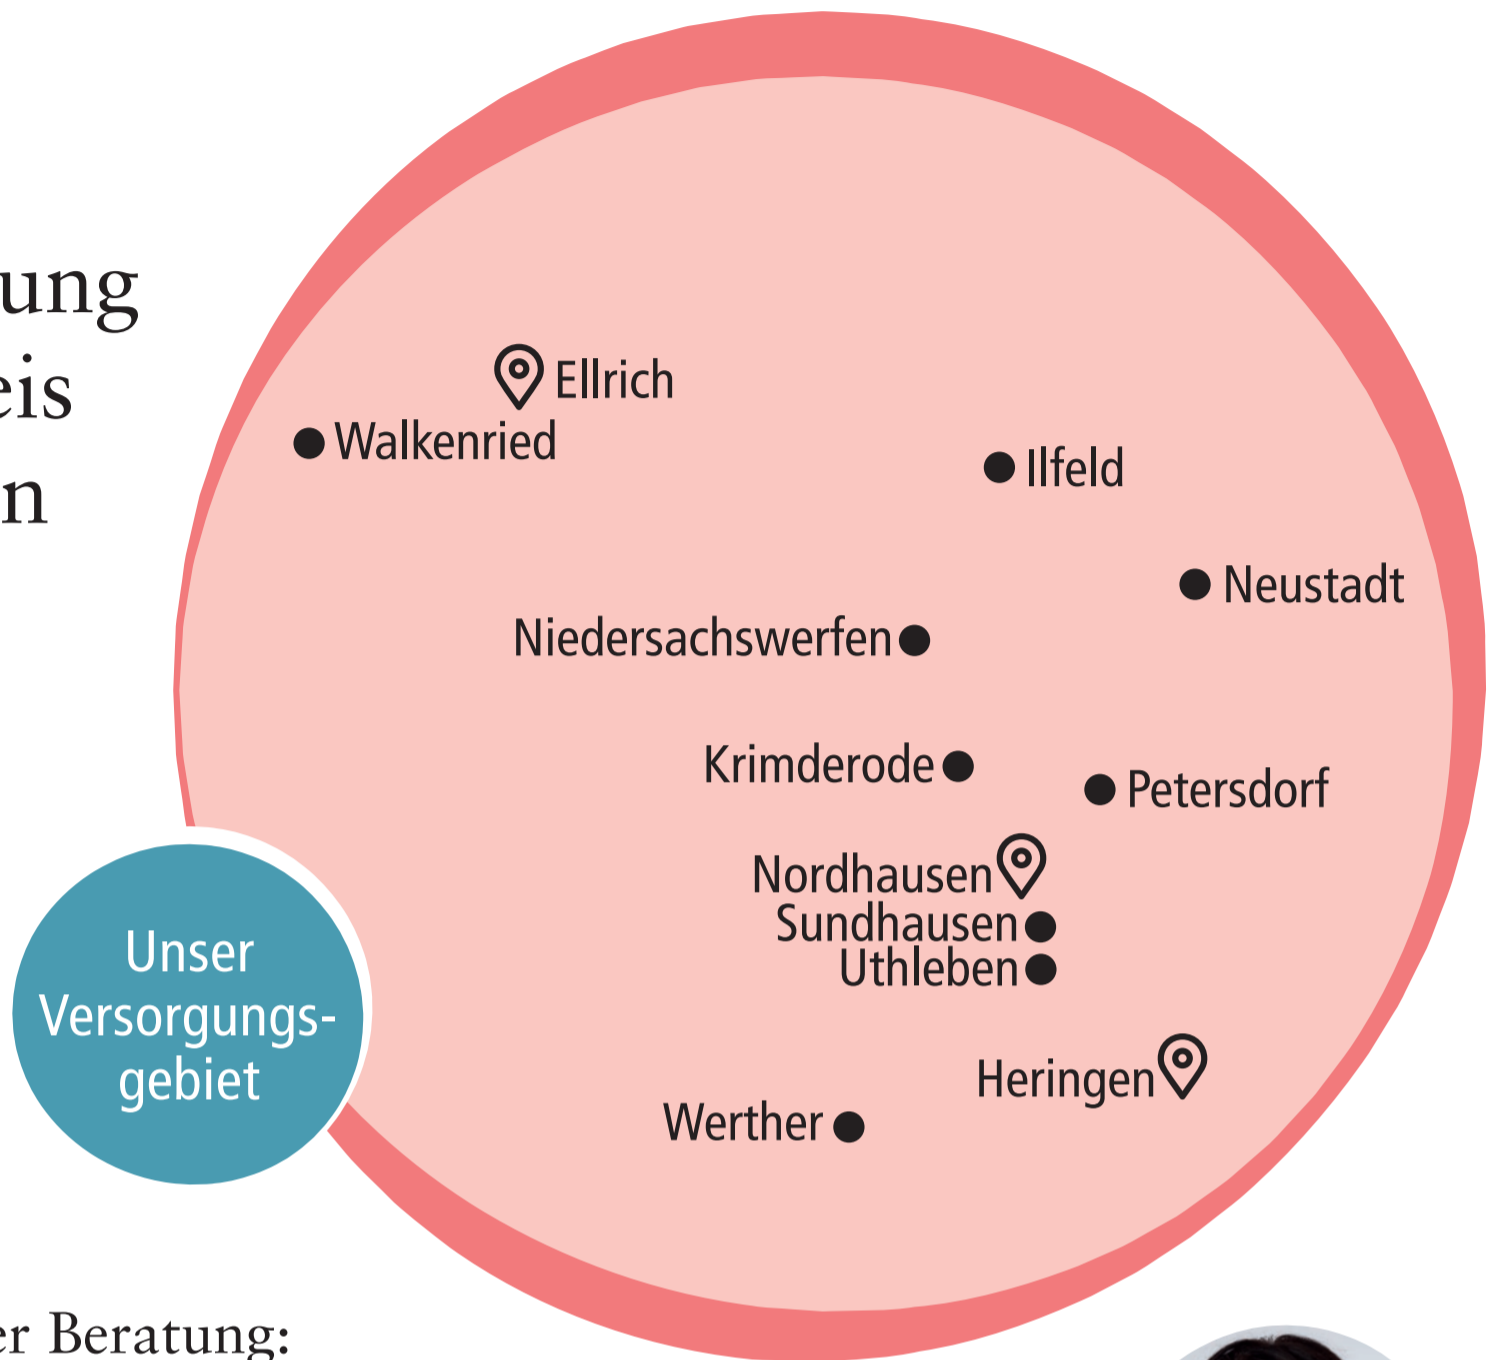 ung
eis
n
Ellrich
Walkenried
Ilfeld
Neustadt
Niedersachswerfen
Krimderode
Petersdorf
Nordhausen
Sundhausen
Uthleben
Heringen
Werther
Unser
Versorgungs-
gebiet
er Beratung: